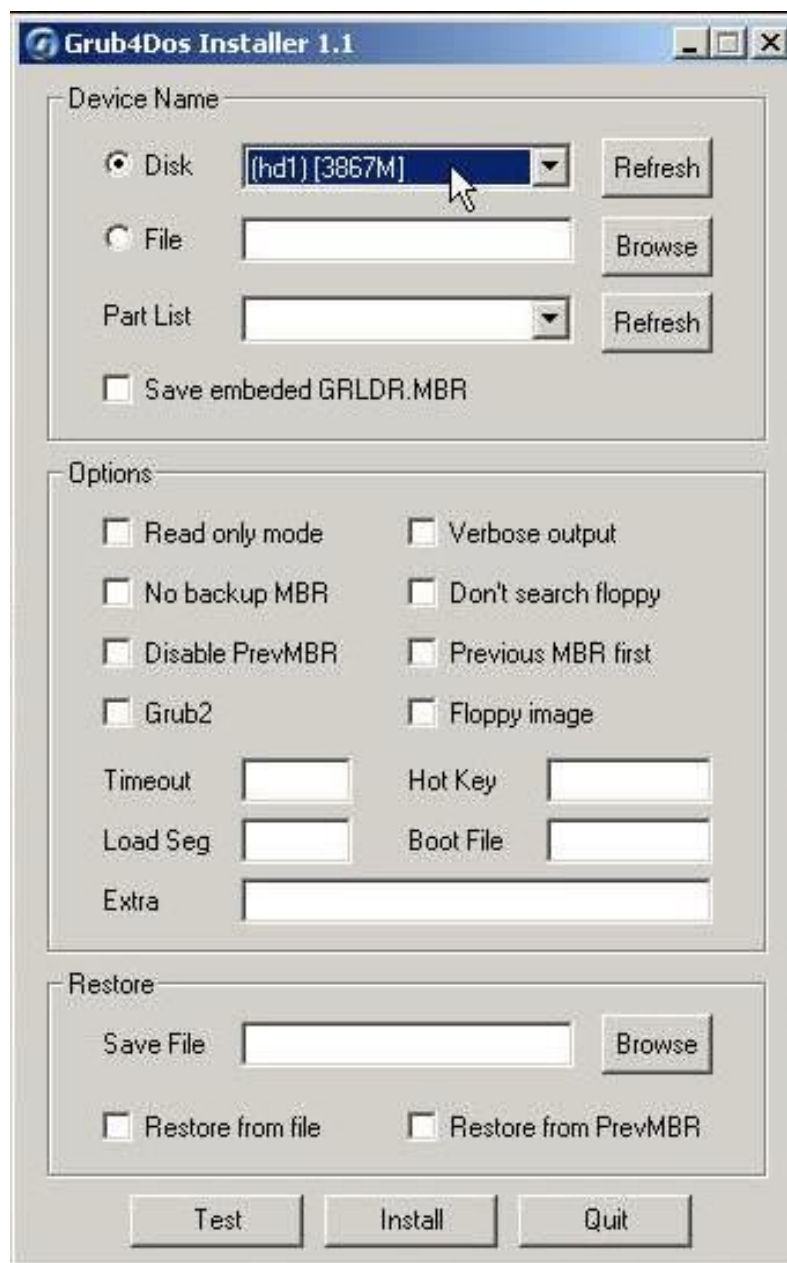 Grub4Dos Installer 1.1
Device Name
Disk (hd1) [3867M] Refresh
File Browse
Part List Refresh
Save embeded GRLDR.MBR
Options
Read only mode Verbose output
No backup MBR Don't search floppy
Disable PrevMBR Previous MBR first
Grub2 Floppy image
Timeout Hot Key
Load Seg Boot File
Extra
Restore
Save File Browse
Restore from file Restore from PrevMBR
Test Install Quit